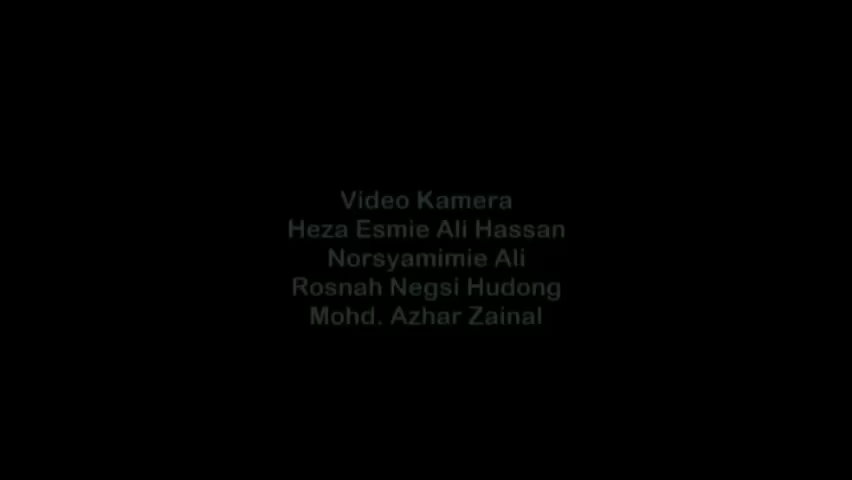 Video Kamera
Heza Esmie Ali Hassan
Norsyamimie Ali
Rosnah Negsi Hudong
Mohd. Azhar Zainal